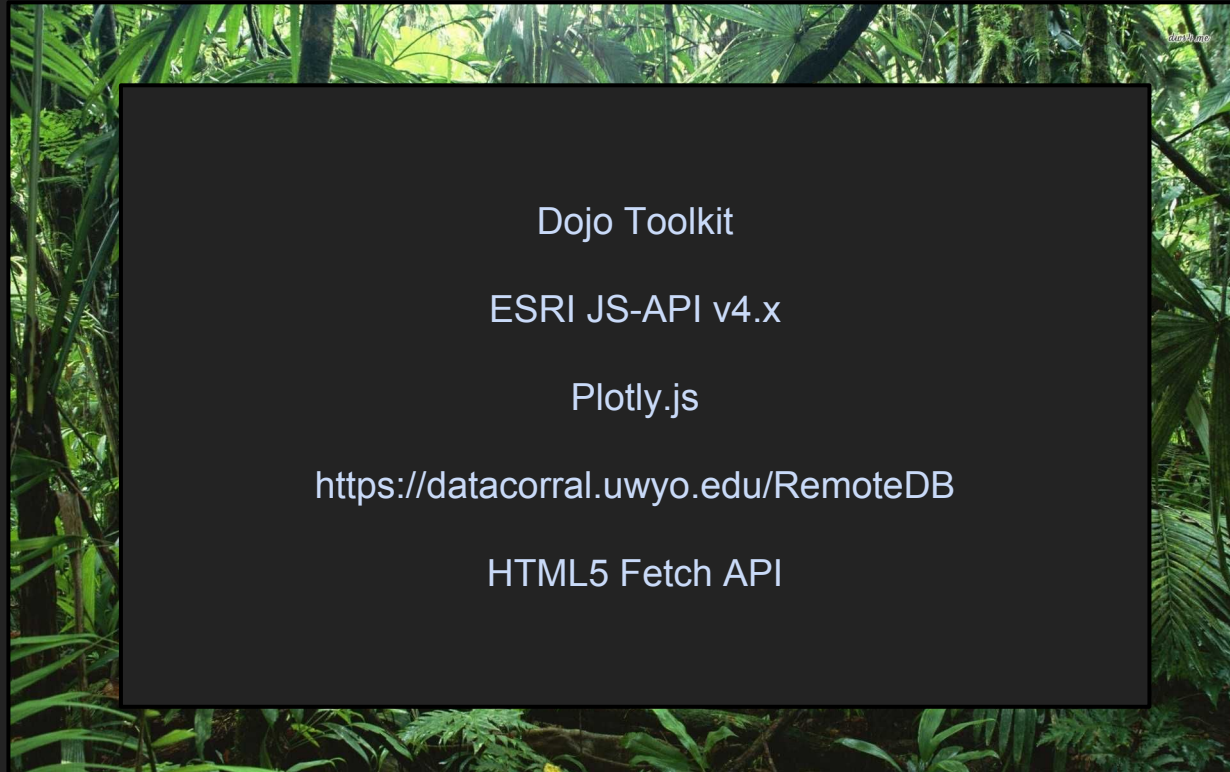 Dojo Toolkit
ESRI JS-API v4.x
Plotly.js
https://datacorral.uwyo.edu/RemoteDB
HTML5 Fetch API